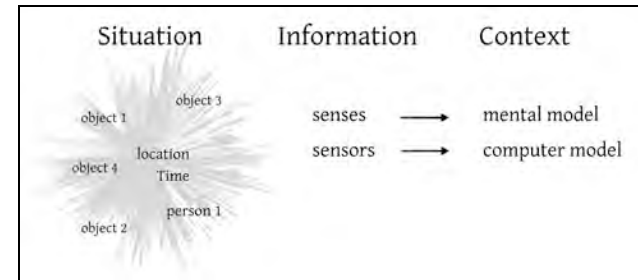 Situation Information Context
object 3
object 1
senses → mental model
location
sensors → computer model
object 4
Time
person 1
object 2